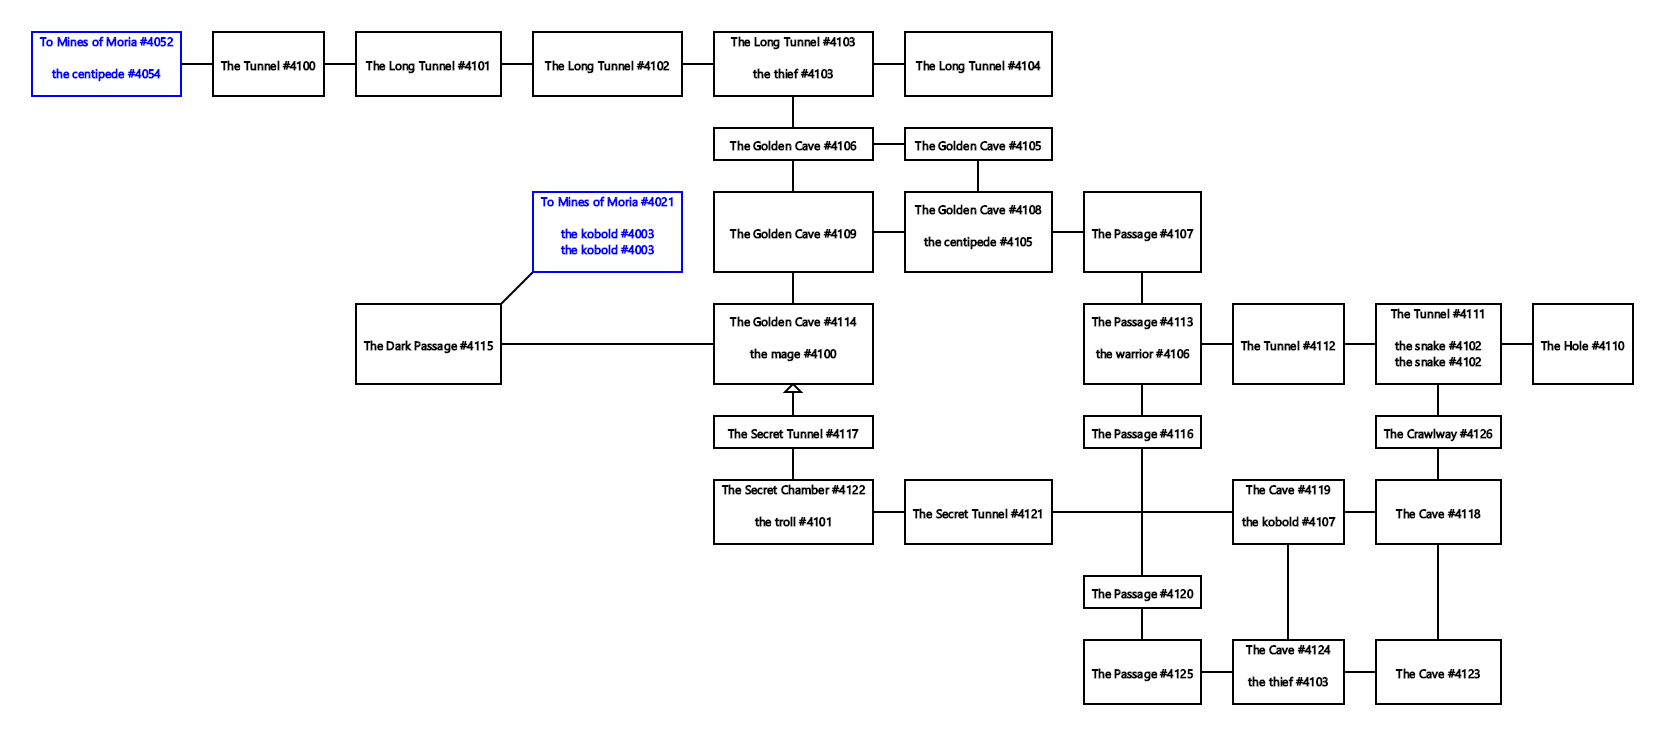 To Mines of Moria #4052
the centipede #4054
The Tunnel #4100
The Long Tunnel #4101
The Long Tunnel #4102
The Long Tunnel #4103
the thief #4103
The Long Tunnel #4104
The Golden Cave #4106
The Golden Cave #4105
To Mines of Moria #4021
the kobold #4003
the kobold #4003
The Golden Cave #4109
The Golden Cave #4108
the centipede #4105
The Passage #4107
The Dark Passage #4115
The Golden Cave #4114
the mage #4100
The Passage #4113
the warrior #4106
The Tunnel #4112
The Tunnel #4111
the snake #4102
the snake #4102
The Hole #4110
The Secret Tunnel #4117
The Passage #4116
The Crawlway #4126
The Secret Chamber #4122
the troll #4101
The Secret Tunnel #4121
The Cave #4119
the kobold #4107
The Cave #4118
The Passage #4120
The Passage #4125
The Cave #4124
the thief #4103
The Cave #4123